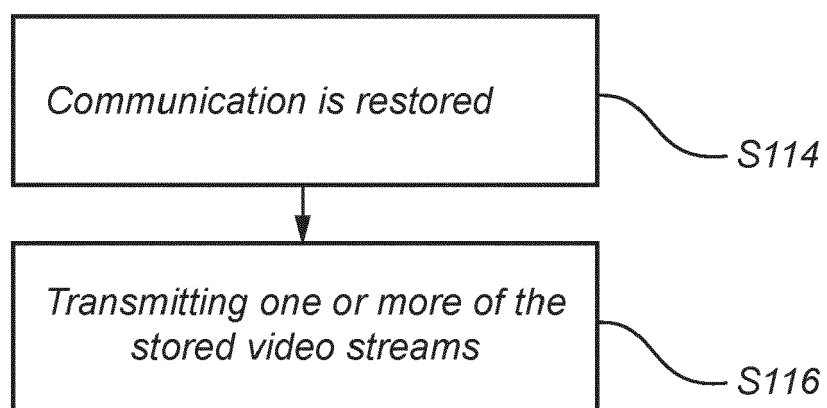 Communication is restored
S114
Transmitting one or more of the
stored video streams
S116